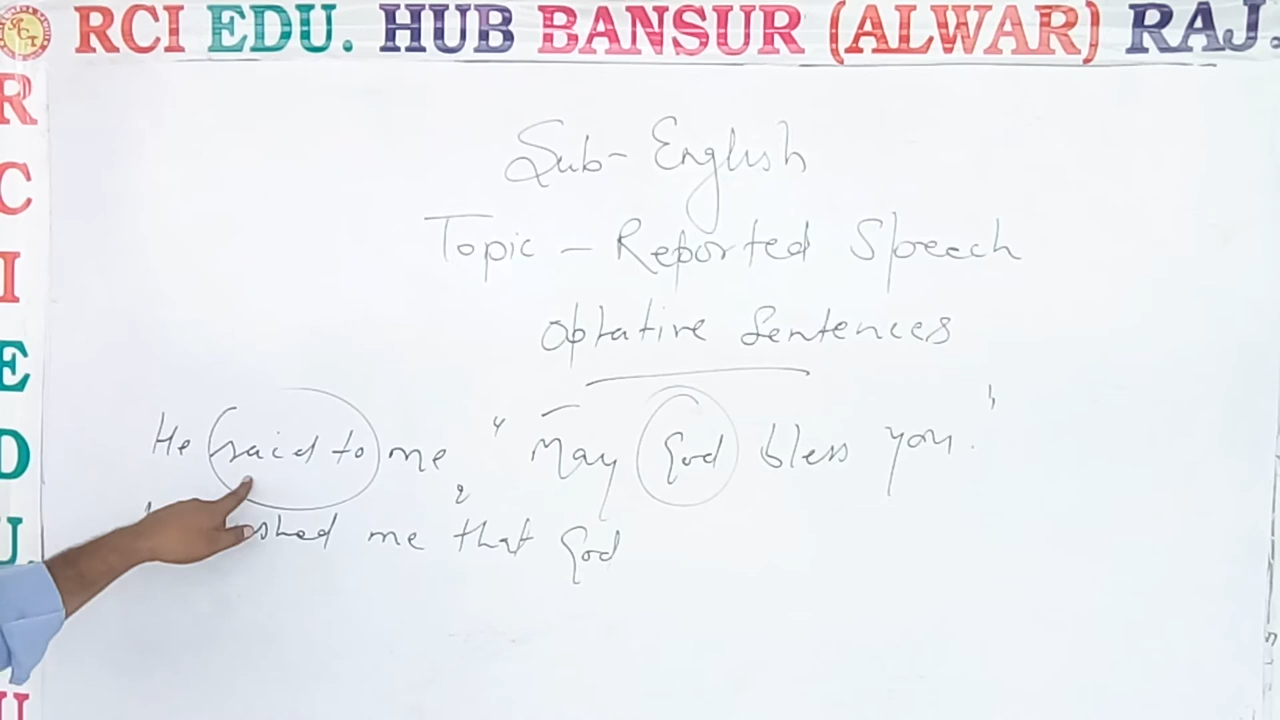 RCI EDU. HUB BANSUR (ALWAR) RAJ.
R
C
I
E
D
U.
Sub- English
Topic - Reported Speech
Optative Sentences
He said to me " May God bless you."
me that God